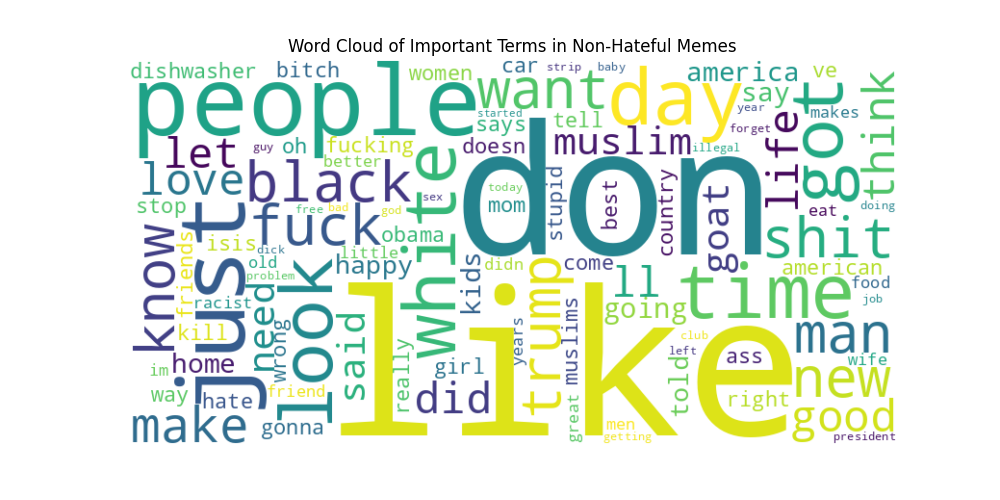 Word Cloud of Important Terms in Non-Hateful Memes
dishwasher bitch women car strip baby america ve
people want day say got think
started year makes
says tell
let guy oh fucking doesn muslim illegal forget life
better
love black white don today mom stupid best country goat eat doing
stop free bad god sex
know friends just fuck obama shit
isis dick little
old happy kids didn come ll american
problem
look need time food
racist going job
kill said like trump muslims years man
wrong club
home really girl left ass wife
im way hate friend did told right new
make gonna great men good
getting president